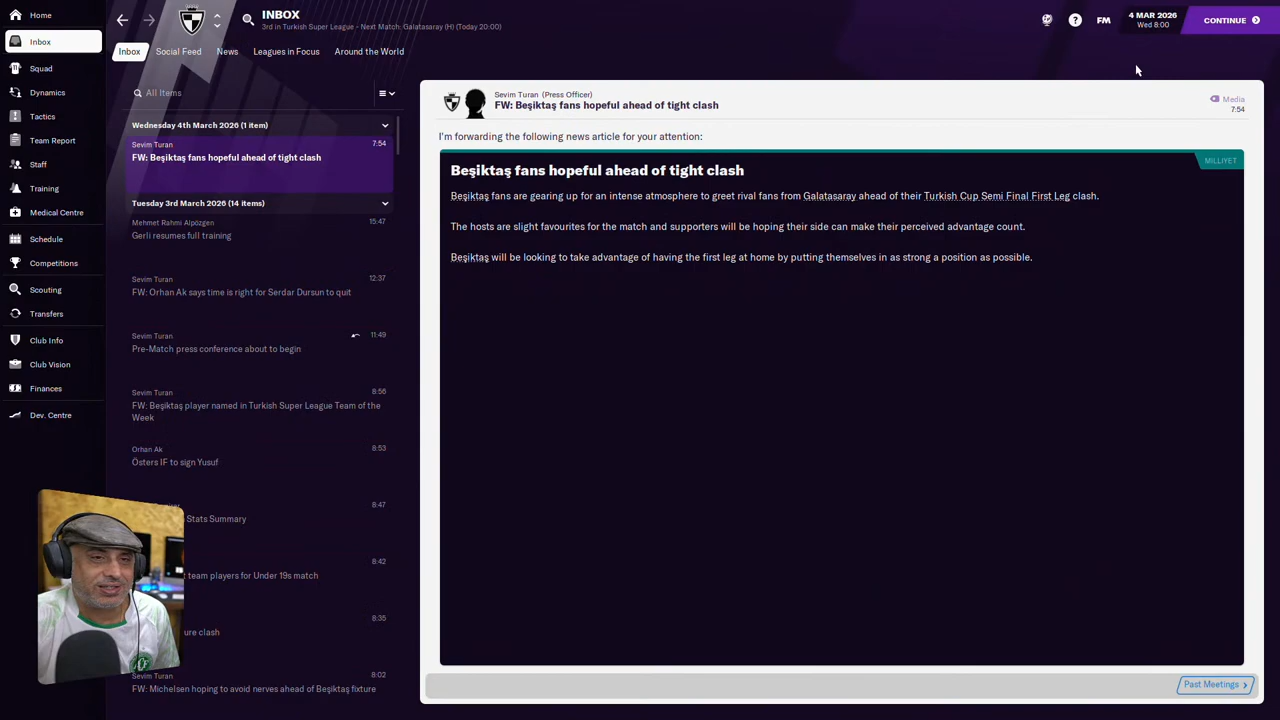 Home
Inbox
Squad
Dynamics
Tactics
Team Report
Staff
Training
Medical Centre
Schedule
Competitions
Scouting
Transfers
Club Info
Club Vision
Finances
Dev. Centre
INBOX
3rd in Turkish Super League - Next Match: Galatasaray (H) (Today 20:00)
?
FM
4 MAR 2026
Wed 8:00
CONTINUE
Inbox
Social Feed
News
Leagues in Focus
Around the World
All Items
Wednesday 4th March 2026 (1 item)
Sevim Turan 7:54
FW: Beşiktaş fans hopeful ahead of tight clash
Tuesday 3rd March 2026 (14 items)
Mehmet Rahmi Alpözgen 15:47
Gerli resumes full training
Sevim Turan 12:37
FW: Orhan Ak says time is right for Serdar Dursun to quit
Sevim Turan 11:49
Pre-Match press conference about to begin
Sevim Turan 8:56
FW: Beşiktaş player named in Turkish Super League Team of the
Week
Orhan Ak 8:53
Östers IF to sign Yusuf
8:47
Stats Summary
8:42
team players for Under 19s match
8:35
ure clash
Sevim Turan 8:02
FW: Michelsen hoping to avoid nerves ahead of Beşiktaş fixture
Sevim Turan (Press Officer)
FW: Beşiktaş fans hopeful ahead of tight clash
Media
7:54
I'm forwarding the following news article for your attention:
MILLIYET
Beşiktaş fans hopeful ahead of tight clash
Beşiktaş fans are gearing up for an intense atmosphere to greet rival fans from Galatasaray ahead of their Turkish Cup Semi Final First Leg clash.
The hosts are slight favourites for the match and supporters will be hoping their side can make their perceived advantage count.
Beşiktaş will be looking to take advantage of having the first leg at home by putting themselves in as strong a position as possible.
Past Meetings